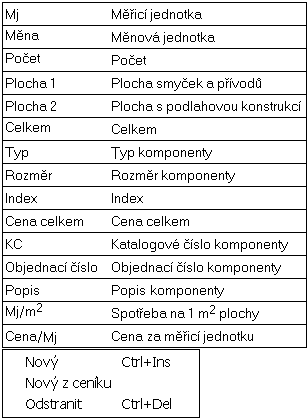 Mj Měřicí jednotka
Měna Měnová jednotka
Počet Počet
Plocha 1 Plocha smyček a přívodů
Plocha 2 Plocha s podlahovou konstrukcí
Celkem Celkem
Typ Typ komponenty
Rozměr Rozměr komponenty
Index Index
Cena celkem Cena celkem
KC Katalogové číslo komponenty
Objednací číslo Objednací číslo komponenty
Popis Popis komponenty
Mj/m² Spotřeba na 1 m² plochy
Cena/Mj Cena za měřicí jednotku
Nový Ctrl+Ins
Nový z ceníku
Odstranit Ctrl+Del